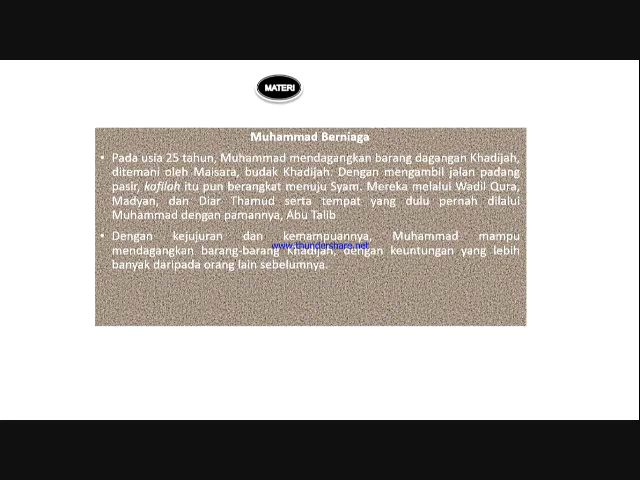 MATERI
Muhammad Berniaga
• Pada usia 25 tahun, Muhammad mendagangkan barang dagangan Khadijah,
ditemani oleh Maisara, budak Khadijah. Dengan mengambil jalan padang
pasir, kafilah itu pun berangkat menuju Syam. Mereka melalui Wadil Qura,
Madyan, dan Diar Thamud serta tempat yang dulu pernah dilalui
Muhammad dengan pamannya, Abu Talib
• Dengan kejujuran dan kemampuannya, Muhammad mampu
www.thundershare.net
mendagangkan barang-barang Khadijah, dengan keuntungan yang lebih
banyak daripada orang lain sebelumnya.